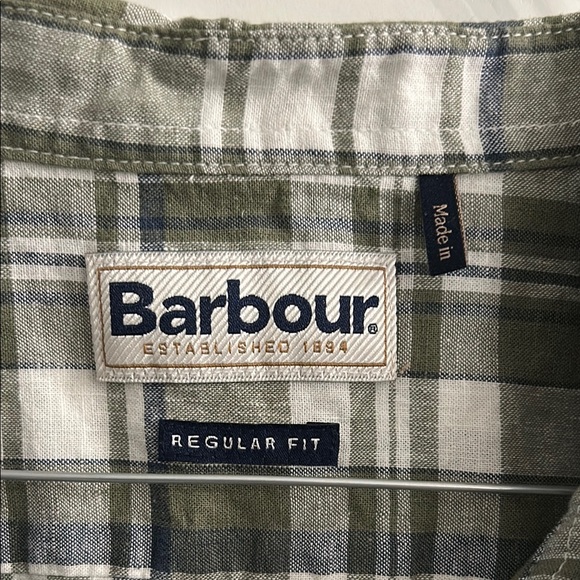 Made in
Barbour®
ESTABLISHED 1894
REGULAR FIT